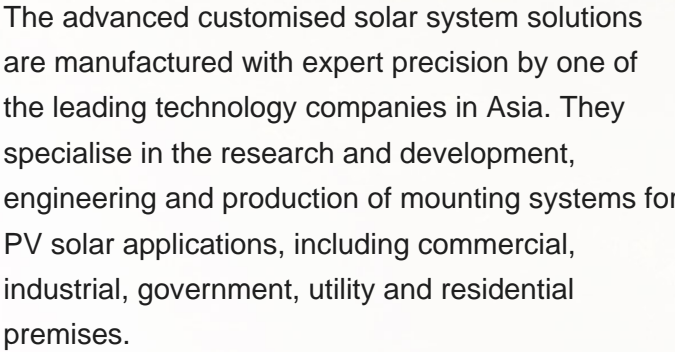 The advanced customised solar system solutions
are manufactured with expert precision by one of
the leading technology companies in Asia. They
specialise in the research and development,
engineering and production of mounting systems for
PV solar applications, including commercial,
industrial, government, utility and residential
premises.